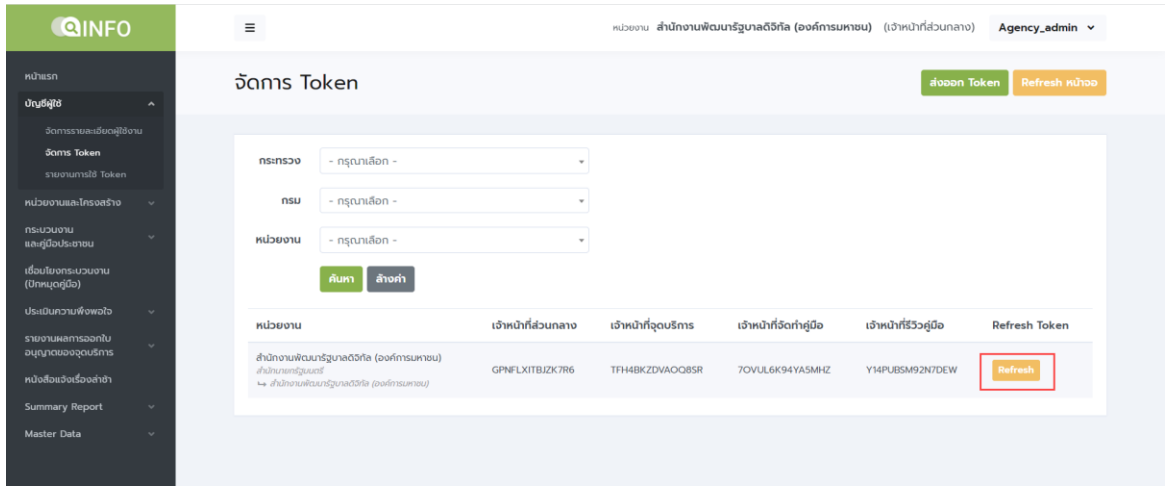 INFO
หน่วยงาน สำนักงานพัฒนารัฐบาลดิจิทัล (องค์การมหาชน) (เจ้าหน้าที่ส่วนกลาง) Agency_admin
หน้าแรก
บัญชีผู้ใช้
จัดการรายละเอียดผู้ใช้งาน
จัดการ Token
รายงานการใช้ Token
หน่วยงานและโครงสร้าง
กระบวนงาน
และคู่มือประชาชน
เชื่อมโยงกระบวนงาน
(ปักหมุดคู่มือ)
ประเมินความพึงพอใจ
รายงานผลการออกใบ
อนุญาตของจุดบริการ
หนังสือแจ้งเรื่องล่าช้า
Summary Report
Master Data
จัดการ Token
ส่งออก Token Refresh หน้าจอ
กระทรวง - กรุณาเลือก -
กรม - กรุณาเลือก -
หน่วยงาน - กรุณาเลือก -
ค้นหา ล้างค่า
หน่วยงาน เจ้าหน้าที่ส่วนกลาง เจ้าหน้าที่จุดบริการ เจ้าหน้าที่จัดทำคู่มือ เจ้าหน้าที่รีวิวคู่มือ Refresh Token
สำนักงานพัฒนารัฐบาลดิจิทัล (องค์การมหาชน)
สำนักนายกรัฐมนตรี
สำนักงานพัฒนารัฐบาลดิจิทัล (องค์การมหาชน)
GPNFLXITBJZK7R6 TFH4BKZDVAOQ8SR 7OVUL6K94YA5MHZ Y14PUBSM92N7DEW Refresh